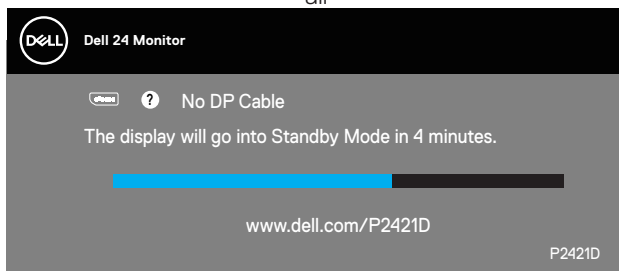 DELL
Dell 24 Monitor
? No DP Cable
The display will go into Standby Mode in 4 minutes.
www.dell.com/P2421D
P2421D